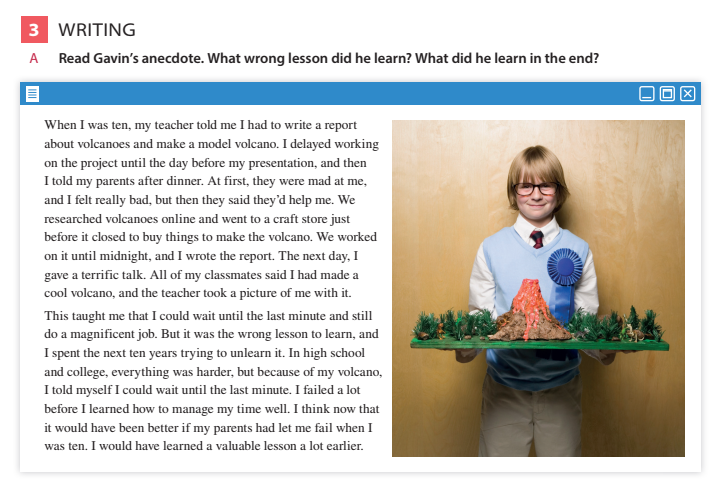 3 WRITING
A Read Gavin's anecdote. What wrong lesson did he learn? What did he learn in the end?
When I was ten, my teacher told me I had to write a report
about volcanoes and make a model volcano. I delayed working
on the project until the day before my presentation, and then
I told my parents after dinner. At first, they were mad at me,
and I felt really bad, but then they said they'd help me. We
researched volcanoes online and went to a craft store just
before it closed to buy things to make the volcano. We worked
on it until midnight, and I wrote the report. The next day, I
gave a terrific talk. All of my classmates said I had made a
cool volcano, and the teacher took a picture of me with it.
This taught me that I could wait until the last minute and still
do a magnificent job. But it was the wrong lesson to learn, and
I spent the next ten years trying to unlearn it. In high school
and college, everything was harder, but because of my volcano,
I told myself I could wait until the last minute. I failed a lot
before I learned how to manage my time well. I think now that
it would have been better if my parents had let me fail when I
was ten. I would have learned a valuable lesson a lot earlier.